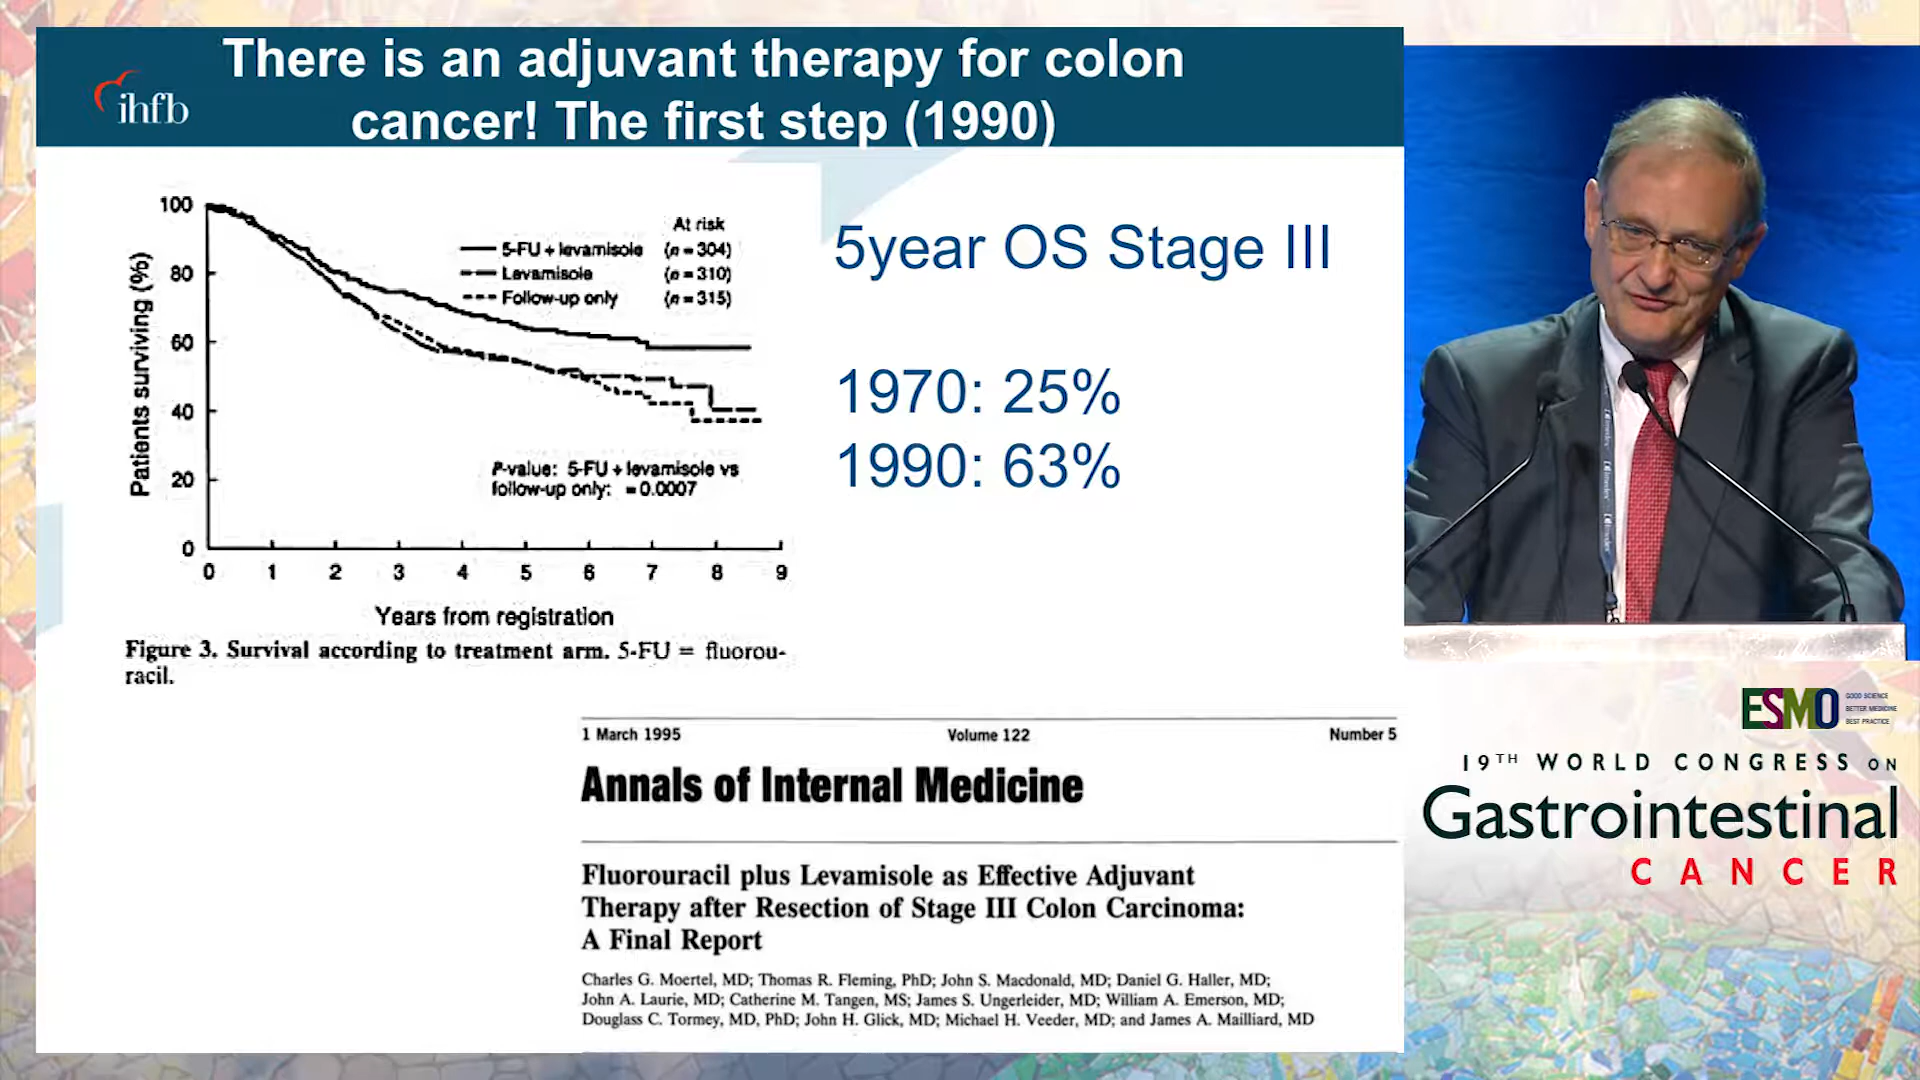 There is an adjuvant therapy for colon
cancer! The first step (1990)
ihfb
100
80
60
40
20
0
Patients surviving (%)
At risk
5-FU + levamisole (n = 304)
Levamisole (n = 310)
Follow-up only (n = 315)
P-value: 5-FU + levamisole vs
follow-up only: = 0.0007
0 1 2 3 4 5 6 7 8 9
Years from registration
Figure 3. Survival according to treatment arm. 5-FU = fluorou-
racil.
5year OS Stage III
1970: 25%
1990: 63%
1 March 1995 Volume 122 Number 5
Annals of Internal Medicine
Fluorouracil plus Levamisole as Effective Adjuvant
Therapy after Resection of Stage III Colon Carcinoma:
A Final Report
Charles G. Moertel, MD; Thomas R. Fleming, PhD; John S. Macdonald, MD; Daniel G. Haller, MD;
John A. Laurie, MD; Catherine M. Tangen, MS; James S. Ungerleider, MD; William A. Emerson, MD;
Douglass C. Tormey, MD, PhD; John H. Glick, MD; Michael H. Veeder, MD; and James A. Mailliard, MD
ESMO
GOOD SCIENCE
BETTER MEDICINE
BEST PRACTICE
19TH WORLD CONGRESS ON
Gastrointestinal
CANCER